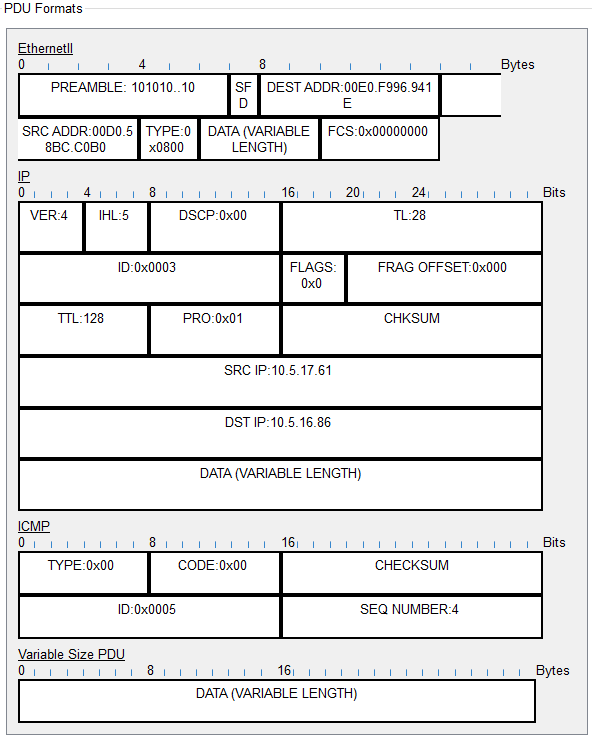 PDU Formats
EthernetII
0 4 8 Bytes
PREAMBLE: 101010..10 SF DEST ADDR:00E0.F996.941
D E
SRC ADDR:00D0.5 TYPE:0 DATA (VARIABLE FCS:0x00000000
8BC.C0B0 x0800 LENGTH)
IP
0 4 8 16 20 24 Bits
VER:4 IHL:5 DSCP:0x00 TL:28
ID:0x0003 FLAGS: FRAG OFFSET:0x000
0x0
TTL:128 PRO:0x01 CHKSUM
SRC IP:10.5.17.61
DST IP:10.5.16.86
DATA (VARIABLE LENGTH)
ICMP
0 8 16 Bits
TYPE:0x00 CODE:0x00 CHECKSUM
ID:0x0005 SEQ NUMBER:4
Variable Size PDU
0 8 16 Bytes
DATA (VARIABLE LENGTH)